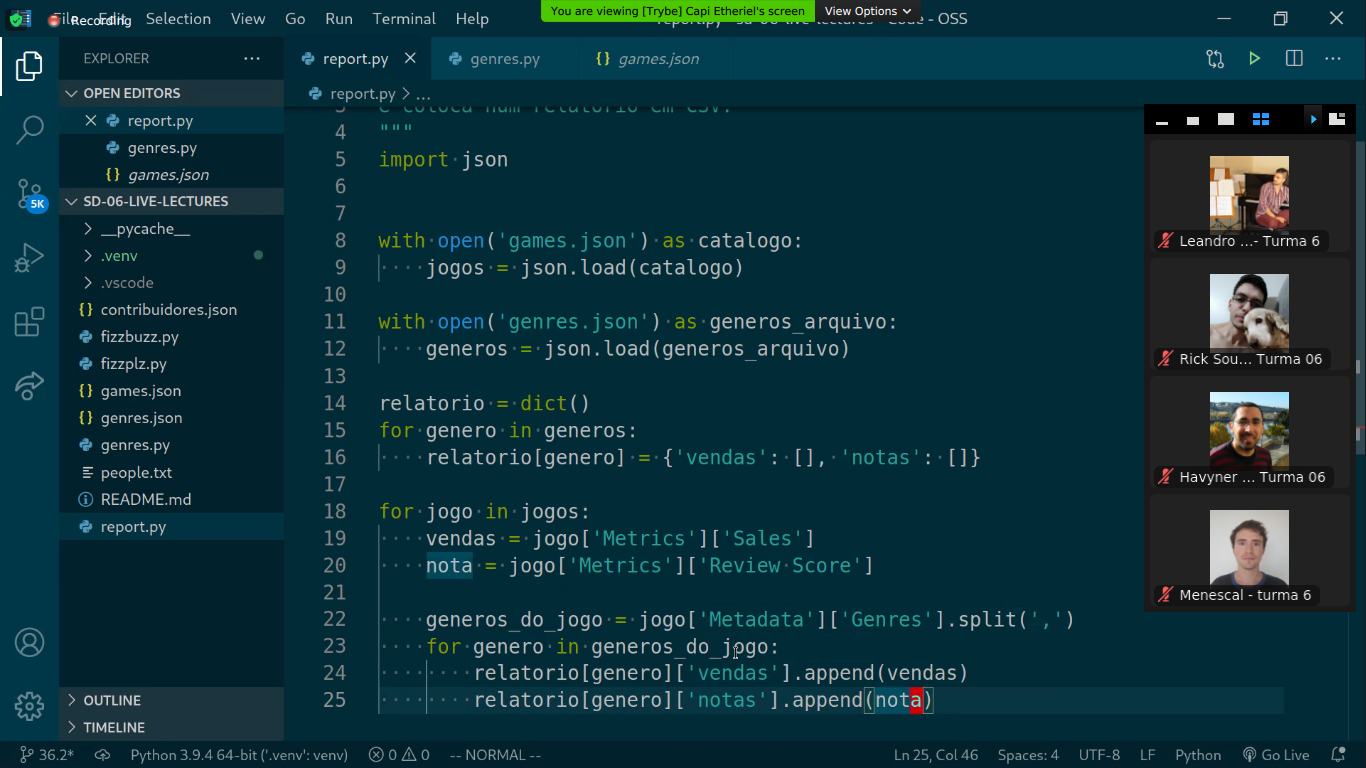 File Edit Selection View Go Run Terminal Help
Recording
You are viewing [Trybe] Capi Etheriel's screen
View Options
Code - OSS
EXPLORER
report.py
genres.py
{} games.json
OPEN EDITORS
report.py > ...
report.py
genres.py
{} games.json
SD-06-LIVE-LECTURES
__pycache__
.venv
.vscode
{} contribuidores.json
fizzbuzz.py
fizzplz.py
{} games.json
{} genres.json
genres.py
people.txt
README.md
report.py
OUTLINE
TIMELINE
5K
3 e coloca num relatorio em CSV.
4 """
5 import json
6
7
8 with open('games.json') as catalogo:
9 jogos = json.load(catalogo)
10
11 with open('genres.json') as generos_arquivo:
12 generos = json.load(generos_arquivo)
13
14 relatorio = dict()
15 for genero in generos:
16 relatorio[genero] = {'vendas': [], 'notas': []}
17
18 for jogo in jogos:
19 vendas = jogo['Metrics']['Sales']
20 nota = jogo['Metrics']['Review Score']
21
22 generos_do_jogo = jogo['Metadata']['Genres'].split(',')
23 for genero in generos_do_jogo:
24 relatorio[genero]['vendas'].append(vendas)
25 relatorio[genero]['notas'].append(nota)
Leandro ...- Turma 6
Rick Sou... Turma 06
Havyner ... Turma 06
Menescal - turma 6
36.2* Python 3.9.4 64-bit ('.venv': venv) 0 0 -- NORMAL -- Ln 25, Col 46 Spaces: 4 UTF-8 LF Python Go Live